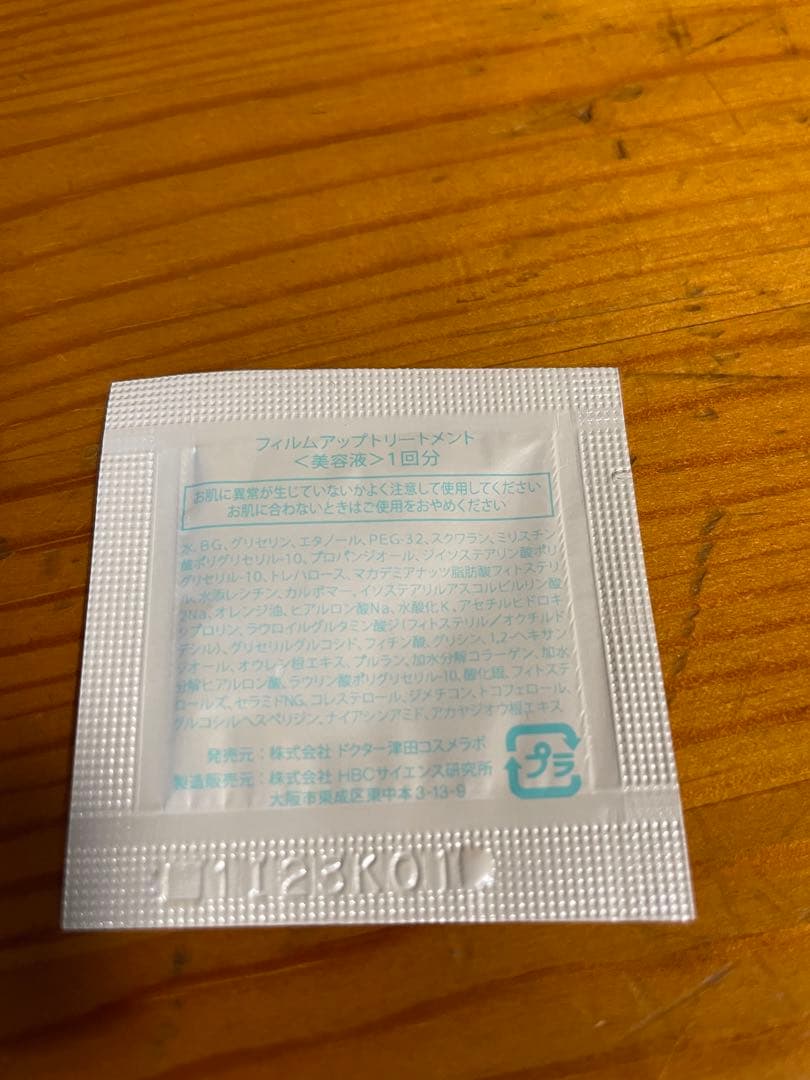 フィルムアップトリートメント
＜美容液＞1回分
お肌に異常が生じていないかよく注意して使用してください
お肌に合わないときはご使用をおやめください
水、BG、グリセリン、エタノール、PEG-32、スクワラン、ミリスチン
酸ポリグリセリル-10、プロパンジオール、ジイソステアリン酸ポリ
グリセリル-10、トレハロース、マカデミアナッツ脂肪酸フィトステリ
ル、水添レシチン、カルボマー、イソステアリルアスコルビルリン酸
2Na、オレンジ油、ヒアルロン酸Na、水酸化K、アセチルヒドロキ
シプロリン、ラウロイルグルタミン酸ジ(フィトステリル／オクチルド
デシル)、グリセリルグルコシド、フィチン酸、グリシン、1,2-ヘキサン
ジオール、オウレン根エキス、プルラン、加水分解コラーゲン、加水
分解ヒアルロン酸、ラウリン酸ポリグリセリル-10、酸化銀、フィトステ
ロールズ、セラミドNG、コレステロール、ジメチコン、トコフェロール、
グルコシルヘスペリジン、ナイアシンアミド、アカヤジオウ根エキス
発売元：株式会社 ドクター津田コスメラボ
製造販売元：株式会社 HBCサイエンス研究所
大阪市東成区東中本3-13-9
プラ